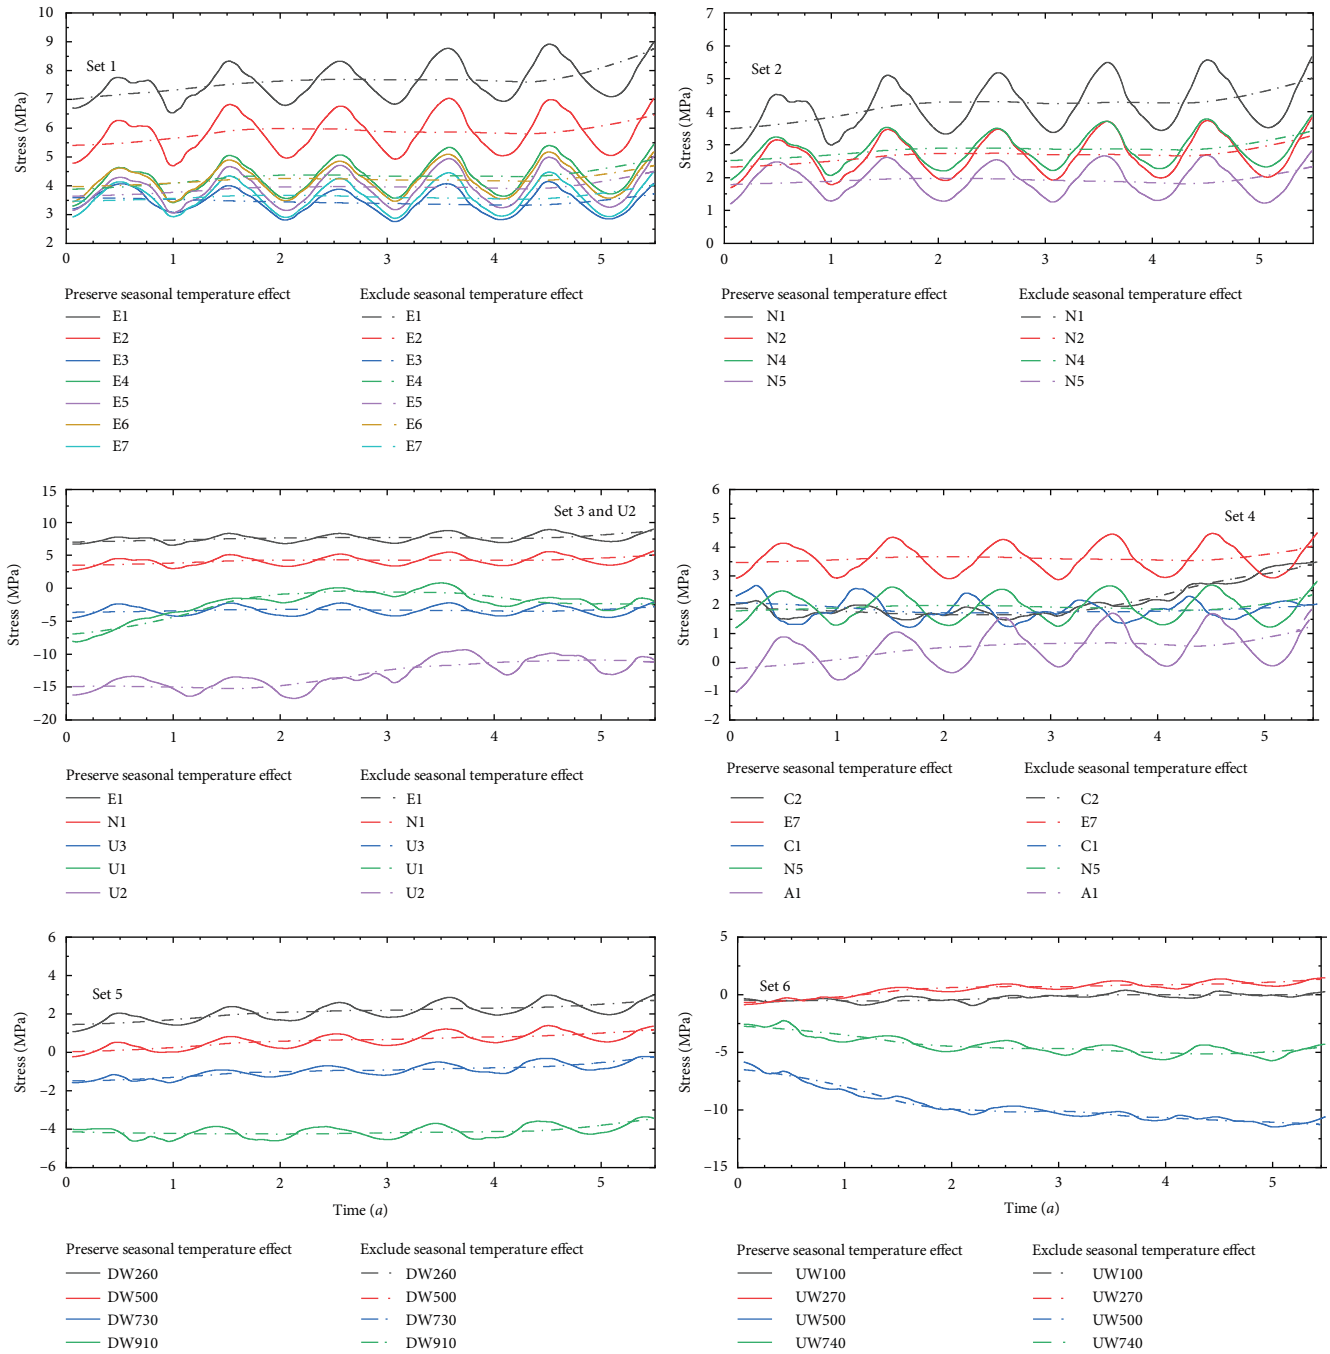 10
9
8
7
6
5
4
3
2
Stress (MPa)
Set 1
0 1 2 3 4 5
Preserve seasonal temperature effect
E1
E2
E3
E4
E5
E6
E7
Exclude seasonal temperature effect
E1
E2
E3
E4
E5
E6
E7
7
6
5
4
3
2
1
0
Stress (MPa)
Set 2
0 1 2 3 4 5
Preserve seasonal temperature effect
N1
N2
N4
N5
Exclude seasonal temperature effect
N1
N2
N4
N5
15
10
5
0
–5
–10
–15
–20
Stress (MPa)
Set 3 and U2
0 1 2 3 4 5
Preserve seasonal temperature effect
E1
N1
U3
U1
U2
Exclude seasonal temperature effect
E1
N1
U3
U1
U2
6
5
4
3
2
1
0
–1
–2
Stress (MPa)
Set 4
0 1 2 3 4 5
Preserve seasonal temperature effect
C2
E7
C1
N5
A1
Exclude seasonal temperature effect
C2
E7
C1
N5
A1
6
4
2
0
–2
–4
–6
Stress (MPa)
Set 5
0 1 2 3 4 5
Time (a)
Preserve seasonal temperature effect
DW260
DW500
DW730
DW910
Exclude seasonal temperature effect
DW260
DW500
DW730
DW910
5
0
–5
–10
–15
Stress (MPa)
Set 6
0 1 2 3 4 5
Time (a)
Preserve seasonal temperature effect
UW100
UW270
UW500
UW740
Exclude seasonal temperature effect
UW100
UW270
UW500
UW740